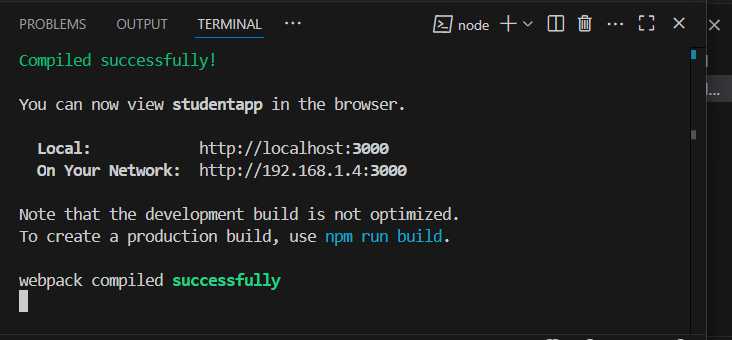 PROBLEMS OUTPUT TERMINAL ··· node ···
Compiled successfully!
You can now view studentapp in the browser.
Local: http://localhost:3000
On Your Network: http://192.168.1.4:3000
Note that the development build is not optimized.
To create a production build, use npm run build.
webpack compiled successfully